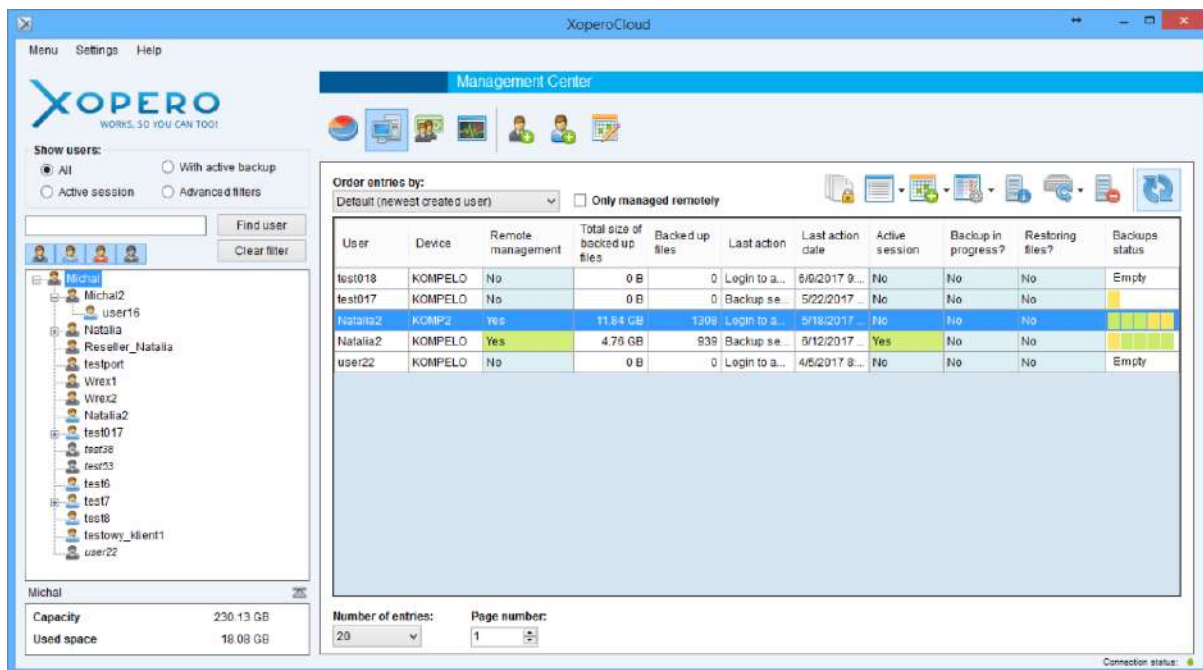 XoperoCloud
Menu Settings Help
XOPERO
WORKS, SO YOU CAN TOO!
Management Center
Show users:
All
With active backup
Active session
Advanced filters
Find user
Clear filter
Michal
Michal2
user16
Natalia
Reseller_Natalia
testport
Wrex1
Wrex2
Natalia2
test017
test38
test53
test6
test7
test8
testowy_klient1
user22
Michal
Capacity 230.13 GB
Used space 18.08 GB
Order entries by:
Default (newest created user)
Only managed remotely
User Device Remote management Total size of backed up files Backed up files Last action Last action date Active session Backup in progress? Restoring files? Backups status
test018 KOMPELO No 0 B 0 Login to a... 6/9/2017 9:... No No No Empty
test017 KOMPELO No 0 B 0 Backup se... 5/22/2017 ... No No No
Natalia2 KOMP2 Yes 11.84 GB 1308 Login to a... 5/18/2017 ... No No No
Natalia2 KOMPELO Yes 4.76 GB 939 Backup se... 6/12/2017 ... Yes No No
user22 KOMPELO No 0 B 0 Login to a... 4/5/2017 8:... No No No Empty
Number of entries:
20
Page number:
1
Connection status: